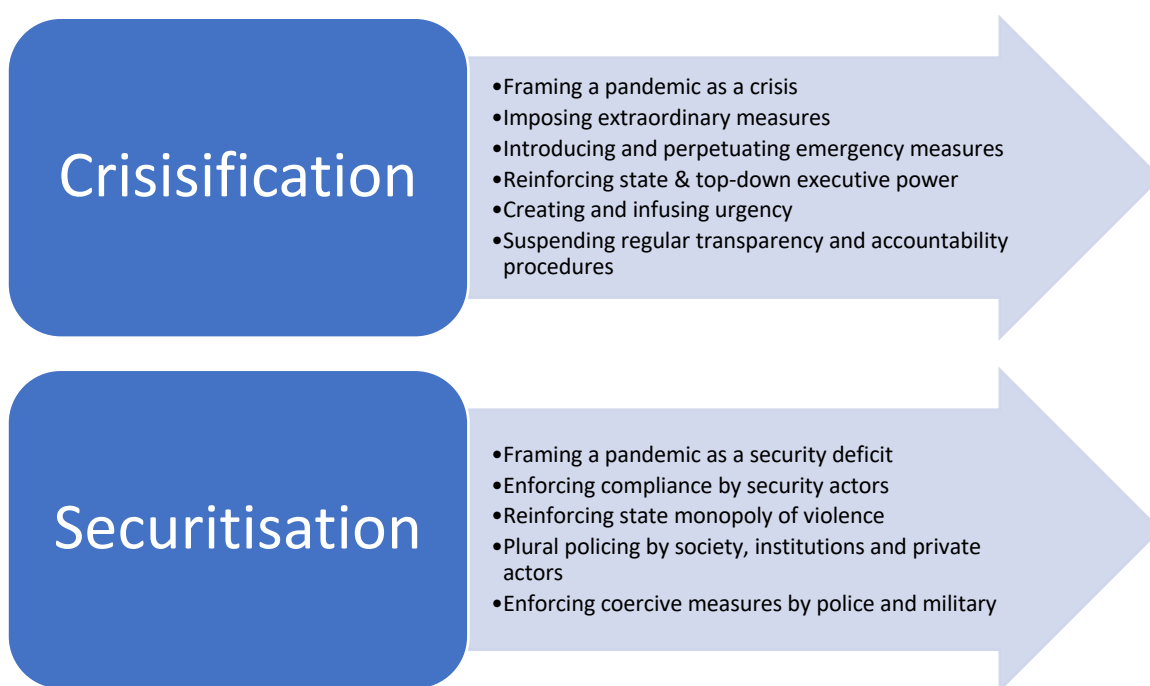 Crisisification
•Framing a pandemic as a crisis
•Imposing extraordinary measures
•Introducing and perpetuating emergency measures
•Reinforcing state & top-down executive power
•Creating and infusing urgency
•Suspending regular transparency and accountability
procedures
Securitisation
•Framing a pandemic as a security deficit
•Enforcing compliance by security actors
•Reinforcing state monopoly of violence
•Plural policing by society, institutions and private
actors
•Enforcing coercive measures by police and military